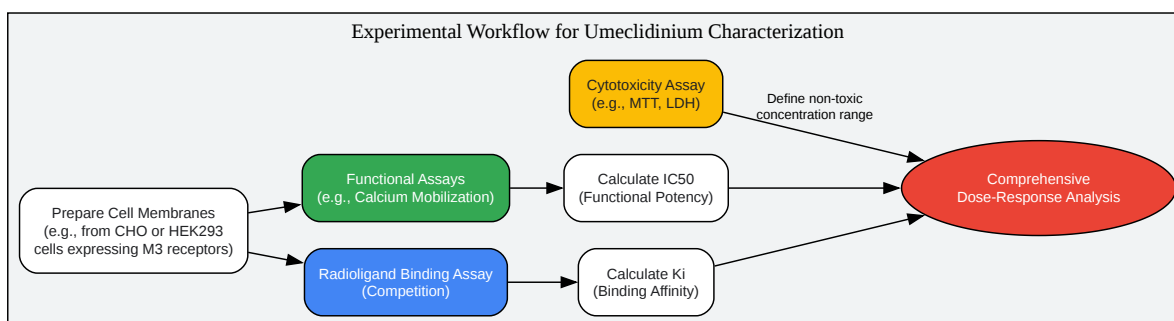 Experimental Workflow for Umeclidinium Characterization
Cytotoxicity Assay
(e.g., MTT, LDH)
Define non-toxic
concentration range
Functional Assays
(e.g., Calcium Mobilization)
Calculate IC50
(Functional Potency)
Comprehensive
Dose-Response Analysis
Prepare Cell Membranes
(e.g., from CHO or HEK293
cells expressing M3 receptors)
Radioligand Binding Assay
(Competition)
Calculate Ki
(Binding Affinity)